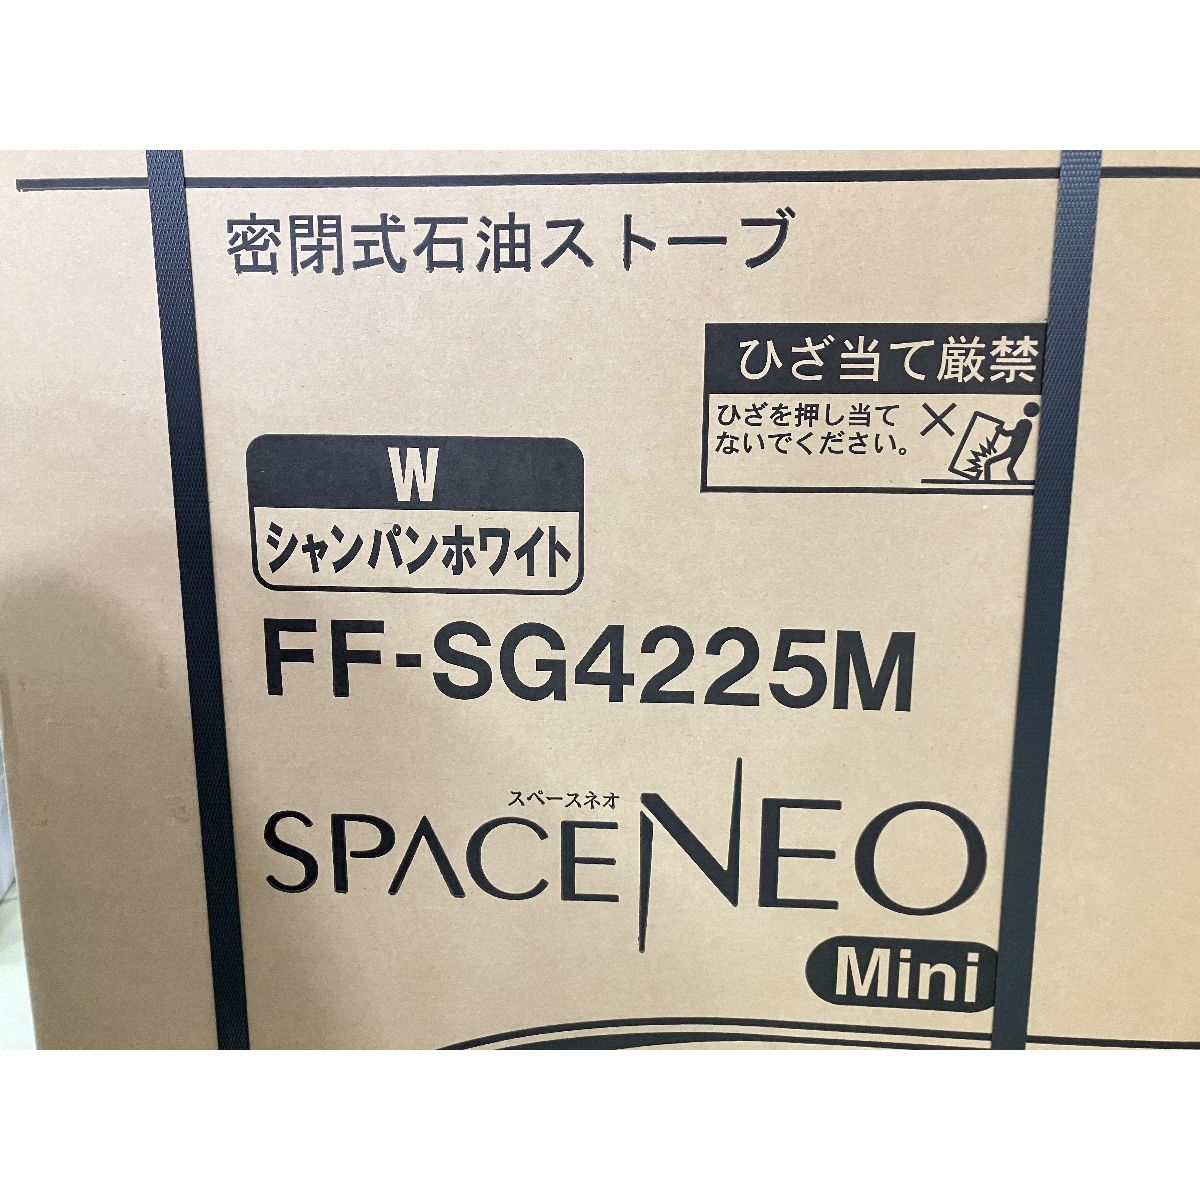 密閉式石油ストーブ
ひざ当て厳禁
ひざを押し当て
ないでください。
W
シャンパンホワイト
FF-SG4225M
スペースネオ
SPACENEO
Mini